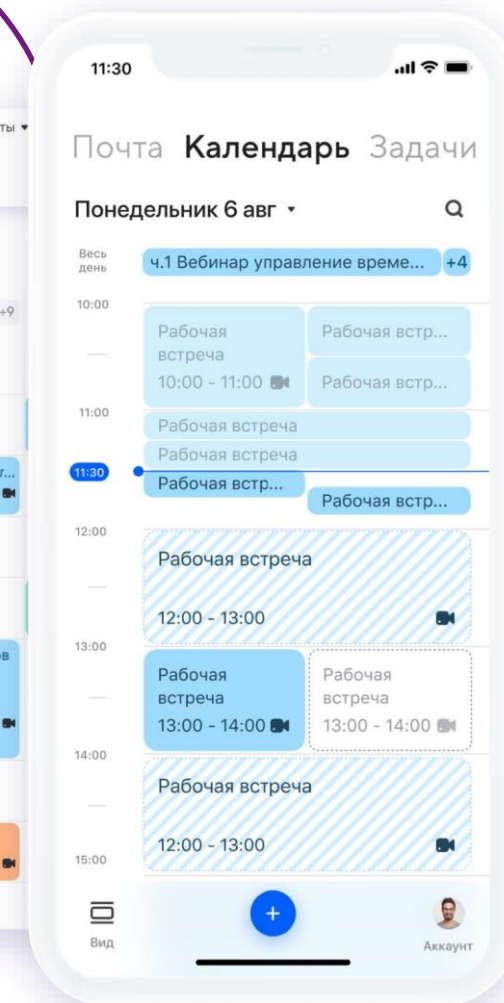 11:30
Почта Календарь Задачи
Понедельник 6 авг
Весь
день
ч.1 Вебинар управление време... +4
10:00
Рабочая
встреча
10:00 - 11:00
Рабочая встр...
Рабочая встр...
11:00
Рабочая встреча
Рабочая встреча
11:30
Рабочая встр...
Рабочая встр...
12:00
Рабочая встреча
12:00 - 13:00
13:00
Рабочая
встреча
13:00 - 14:00
Рабочая
встреча
13:00 - 14:00
14:00
Рабочая встреча
12:00 - 13:00
15:00
Вид
+
Аккаунт
+9